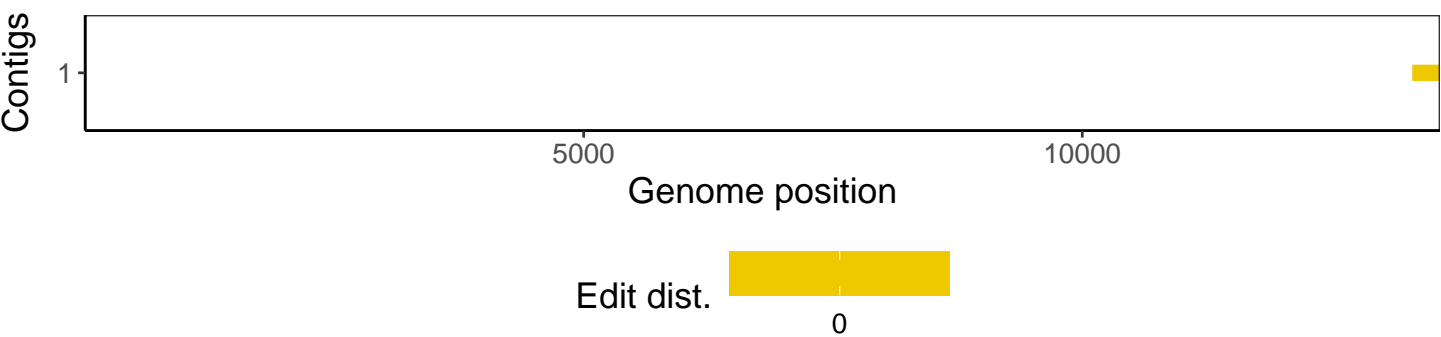 Contigs
1
5000
10000
Genome position
Edit dist.
0